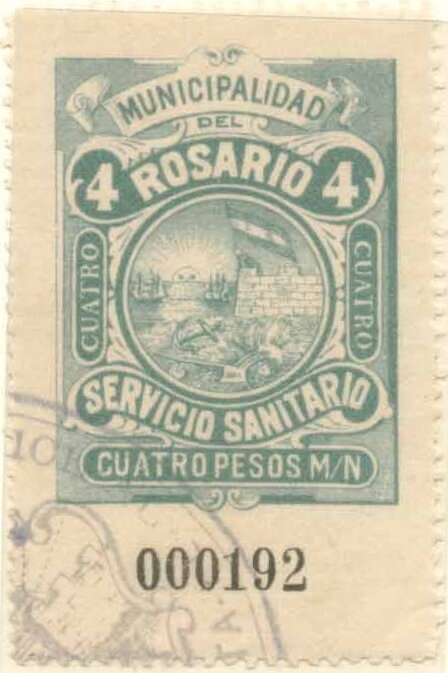 MUNICIPALIDAD
DEL
4 ROSARIO 4
CUATRO CUATRO
SERVICIO SANITARIO
CUATRO PESOS M/N
000192